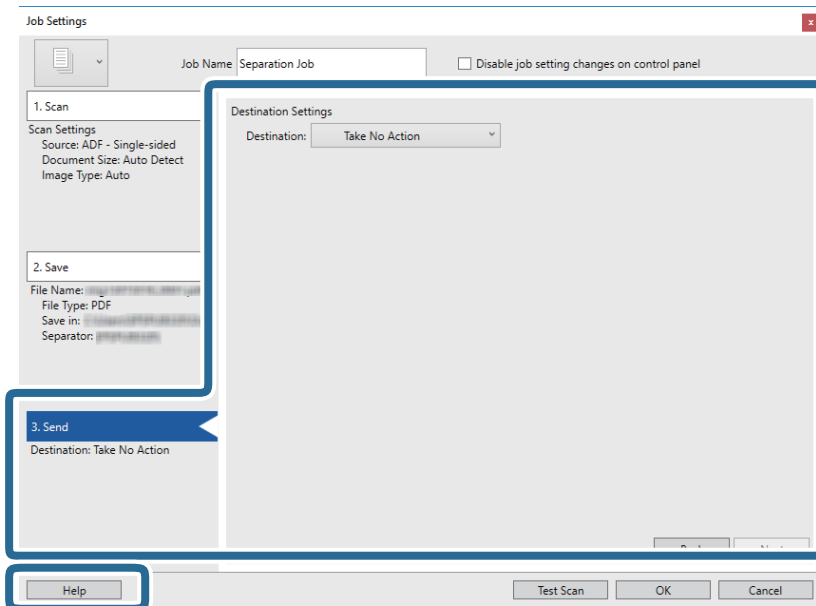 Job Settings
Job Name Separation Job Disable job setting changes on control panel
1. Scan
Scan Settings
Source: ADF - Single-sided
Document Size: Auto Detect
Image Type: Auto
2. Save
File Name:
File Type: PDF
Save in:
Separator:
3. Send
Destination: Take No Action
Destination Settings
Destination: Take No Action
Help Test Scan OK Cancel